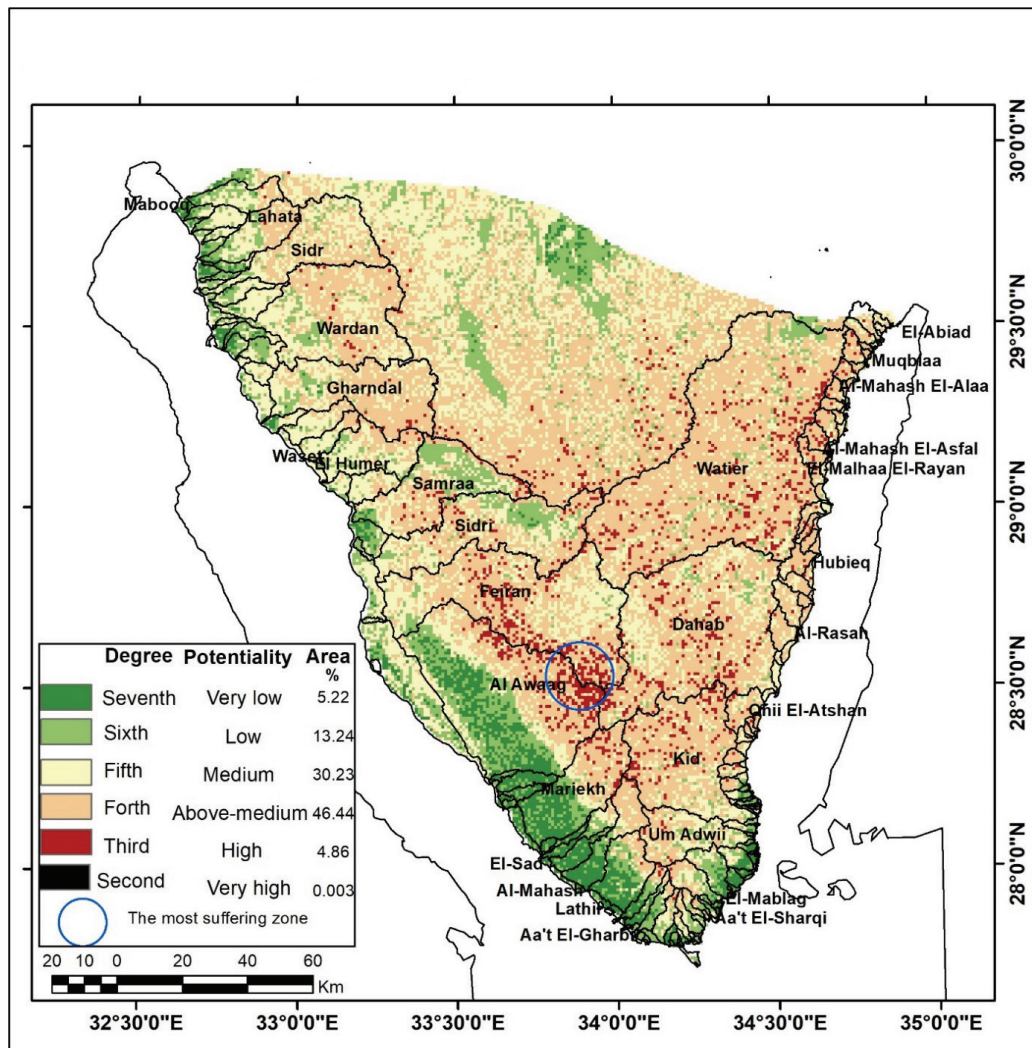 Mabooq
Lahata
Sidr
Wardan
Gharndal
Waset
El Humer
Samraa
Sidri
Feiran
Al Awaag
Mariekh
Watier
Dahab
Kid
Um Adwii
El-Abiad
Muqblaa
Al-Mahash El-Alaa
Al-Mahash El-Asfal
El-Malhaa El-Rayan
Hubieq
Al-Rasah
Qnii El-Atshan
El-Sad
Al-Mahash
Lathii
Aa't El-Gharbi
El-Mablag
Aa't El-Sharqi
30°0'0"N
29°30'0"N
29°0'0"N
28°30'0"N
28°0'0"N
Degree Potentiality Area
%
Seventh Very low 5.22
Sixth Low 13.24
Fifth Medium 30.23
Forth Above-medium 46.44
Third High 4.86
Second Very high 0.003
The most suffering zone
20 10 0 20 40 60
Km
32°30'0"E 33°00'0"E 33°30'0"E 34°00'0"E 34°30'0"E 35°00'0"E